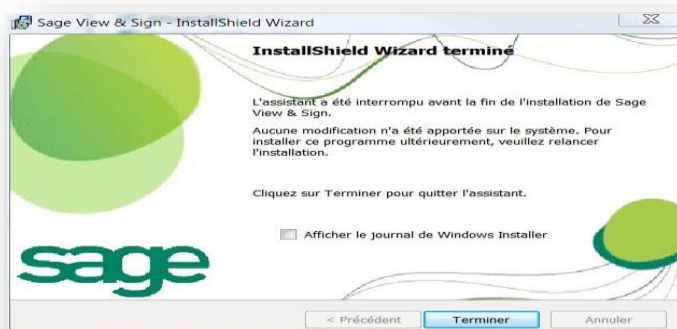 Sage View & Sign - InstallShield Wizard
InstallShield Wizard terminé
L'assistant a été interrompu avant la fin de l'installation de Sage
View & Sign.
Aucune modification n'a été apportée sur le système. Pour
installer ce programme ultérieurement, veuillez relancer
l'installation.
Cliquez sur Terminer pour quitter l'assistant.
Afficher le journal de Windows Installer
sage
< Précédent Terminer Annuler